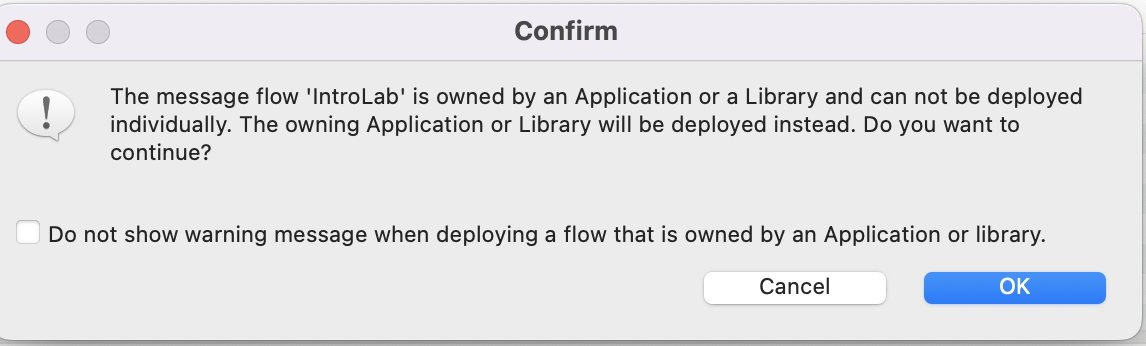 Confirm
The message flow 'IntroLab' is owned by an Application or a Library and can not be deployed
individually. The owning Application or Library will be deployed instead. Do you want to
continue?
Do not show warning message when deploying a flow that is owned by an Application or library.
Cancel
OK